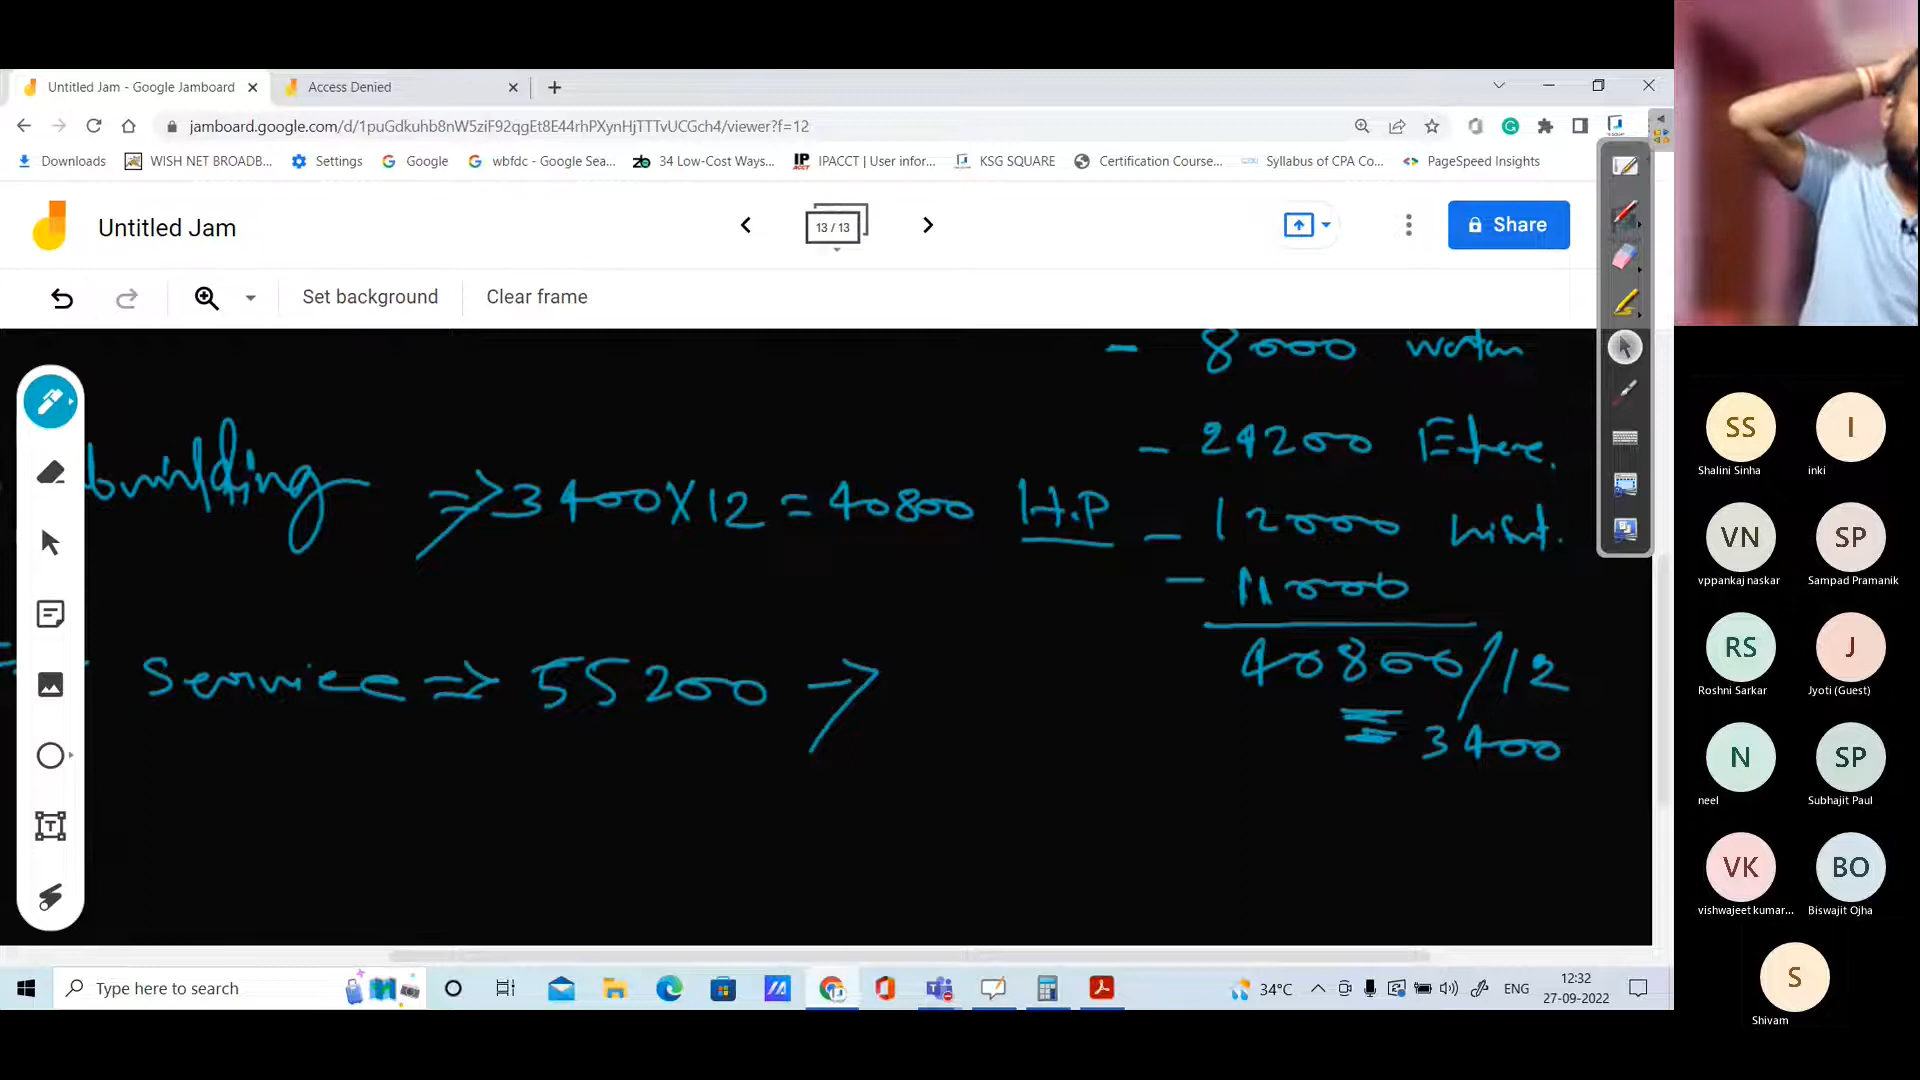 Untitled Jam - Google Jamboard
Access Denied
jamboard.google.com/d/1puGdkuhb8nW5ziF92qgEt8E44rhPXynHjTTTvUCGch4/viewer?f=12
Downloads
WISH NET BROADB...
Settings
Google
wbfdc - Google Sea...
34 Low-Cost Ways...
IPACCT | User infor...
KSG SQUARE
Certification Course...
Syllabus of CPA Co...
PageSpeed Insights
Untitled Jam
13 / 13
Share
Set background
Clear frame
- 8000 water
- 24200
building => 3400X12 = 40800 H.P
- 12000
- 11000
40800/12
Service => 55200 →
= 3400
SS
Shalini Sinha
I
inki
VN
vppankaj naskar
SP
Sampad Pramanik
RS
Roshni Sarkar
J
Jyoti (Guest)
N
neel
SP
Subhajit Paul
VK
vishwajeet kumar...
BO
Biswajit Ojha
S
Shivam
Type here to search
34°C
ENG
12:32
27-09-2022